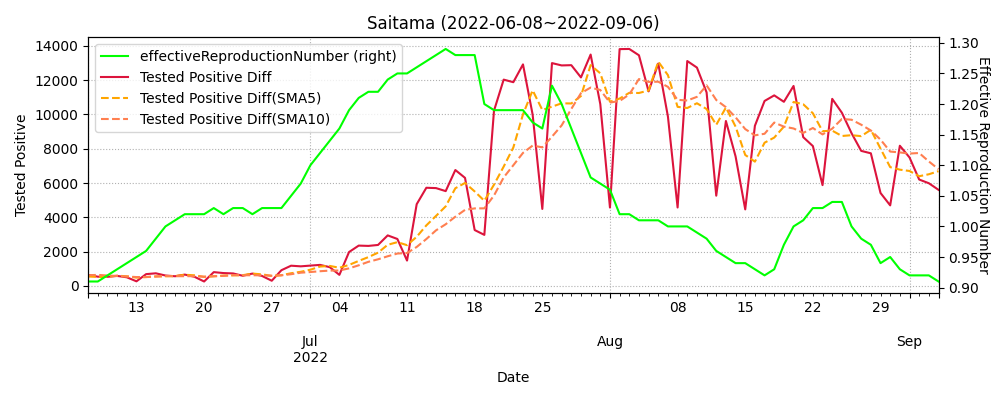 Saitama (2022-06-08~2022-09-06)
effectiveReproductionNumber (right)
Tested Positive Diff
Tested Positive Diff(SMA5)
Tested Positive Diff(SMA10)
Tested Positive
14000
12000
10000
8000
6000
4000
2000
0
1.30
1.25
1.20
1.15
1.10
1.05
1.00
0.95
0.90
Effective Reproduction Number
13 20 27 04 11 18 25 08 15 22 29
Jul Aug Sep
2022
Date